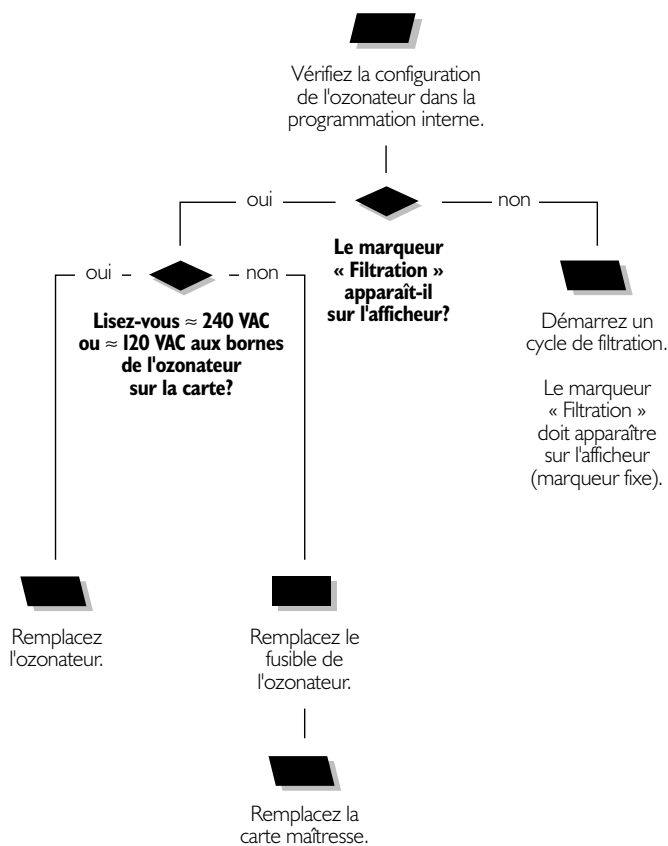 Vérifiez la configuration
de l'ozonateur dans la
programmation interne.
oui
non
Le marqueur
« Filtration »
apparaît-il
sur l'afficheur?
oui
non
Lisez-vous ≈ 240 VAC
ou ≈ 120 VAC aux bornes
de l'ozonateur
sur la carte?
Démarrez un
cycle de filtration.
Le marqueur
« Filtration »
doit apparaître
sur l'afficheur
(marqueur fixe).
Remplacez
l'ozonateur.
Remplacez le
fusible de
l'ozonateur.
Remplacez la
carte maîtresse.